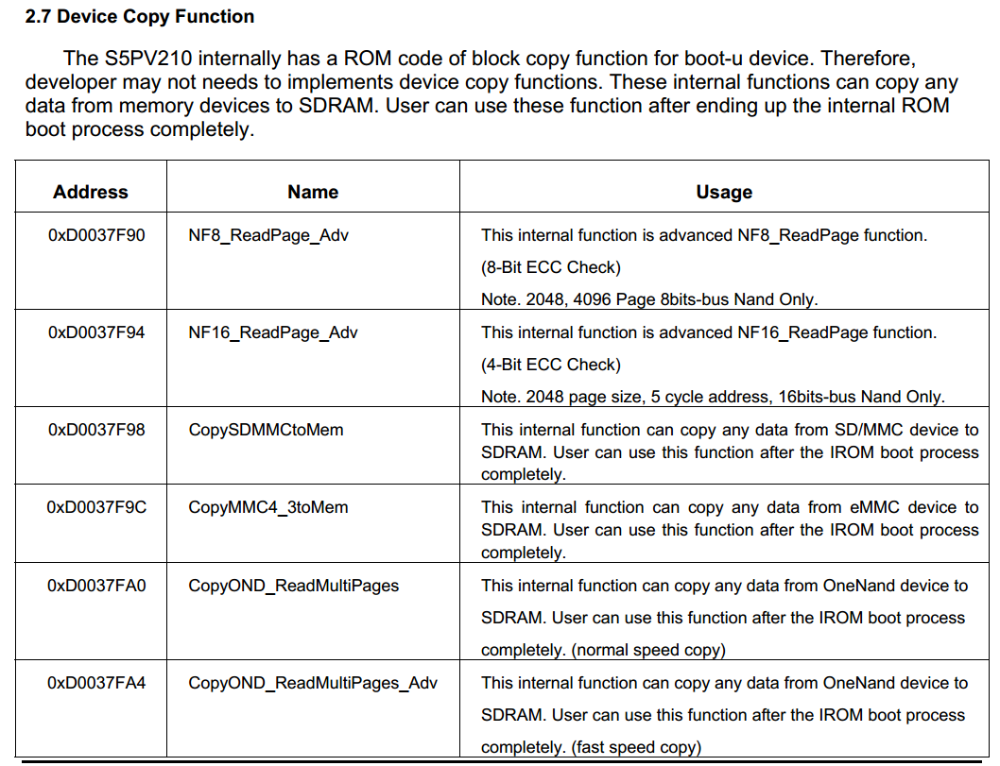 2.7 Device Copy Function
The S5PV210 internally has a ROM code of block copy function for boot-u device. Therefore,
developer may not needs to implements device copy functions. These internal functions can copy any
data from memory devices to SDRAM. User can use these function after ending up the internal ROM
boot process completely.
Address Name Usage
0xD0037F90 NF8_ReadPage_Adv This internal function is advanced NF8_ReadPage function.
(8-Bit ECC Check)
Note. 2048, 4096 Page 8bits-bus Nand Only.
0xD0037F94 NF16_ReadPage_Adv This internal function is advanced NF16_ReadPage function.
(4-Bit ECC Check)
Note. 2048 page size, 5 cycle address, 16bits-bus Nand Only.
0xD0037F98 CopySDMMCtoMem This internal function can copy any data from SD/MMC device to
SDRAM. User can use this function after the IROM boot process
completely.
0xD0037F9C CopyMMC4_3toMem This internal function can copy any data from eMMC device to
SDRAM. User can use this function after the IROM boot process
completely.
0xD0037FA0 CopyOND_ReadMultiPages This internal function can copy any data from OneNand device to
SDRAM. User can use this function after the IROM boot process
completely. (normal speed copy)
0xD0037FA4 CopyOND_ReadMultiPages_Adv This internal function can copy any data from OneNand device to
SDRAM. User can use this function after the IROM boot process
completely. (fast speed copy)